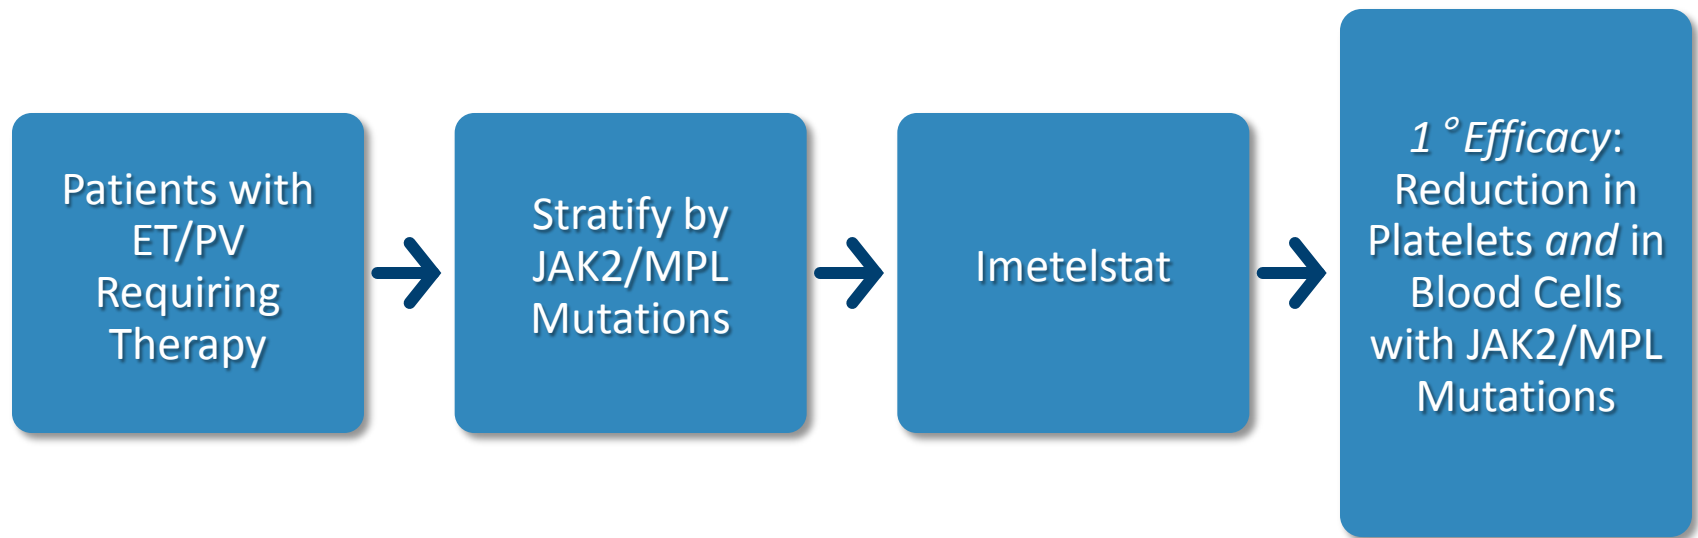 Patients with
ET/PV
Requiring
Therapy
Stratify by
JAK2/MPL
Mutations
Imetelstat
1° Efficacy:
Reduction in
Platelets and in
Blood Cells
with JAK2/MPL
Mutations